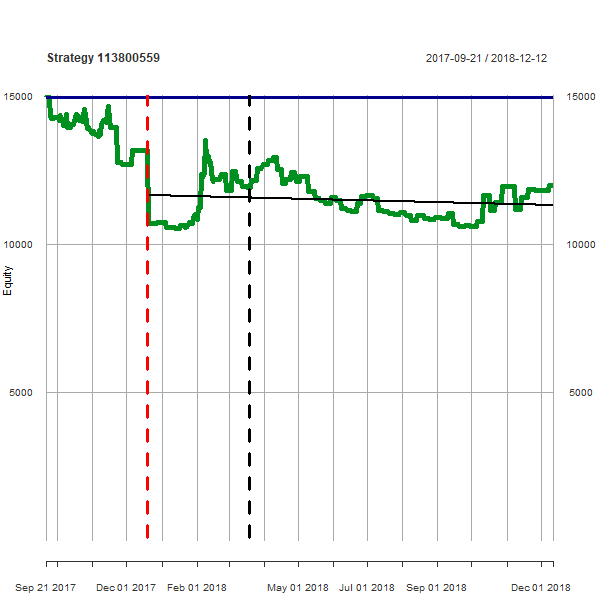 Strategy 113800559
2017-09-21 / 2018-12-12
15000
15000
10000
10000
Equity
5000
5000
Sep 21 2017
Dec 01 2017
Feb 01 2018
May 01 2018
Jul 01 2018
Sep 01 2018
Dec 01 2018